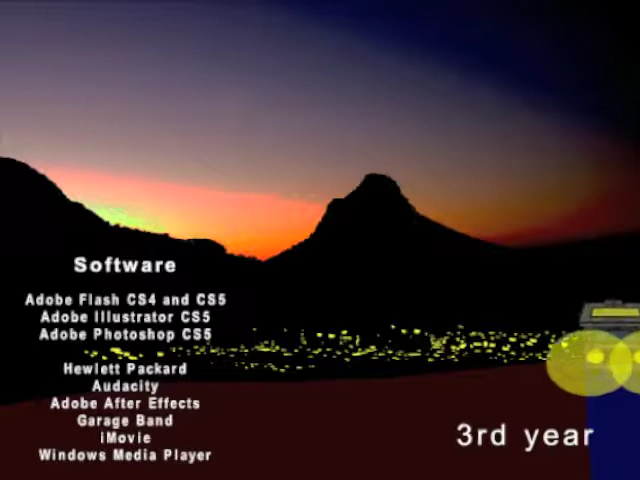 Software
Adobe Flash CS4 and CS5
Adobe Illustrator CS5
Adobe Photoshop CS5
Hewlett Packard
Audacity
Adobe After Effects
Garage Band
iMovie
Windows Media Player
3rd year